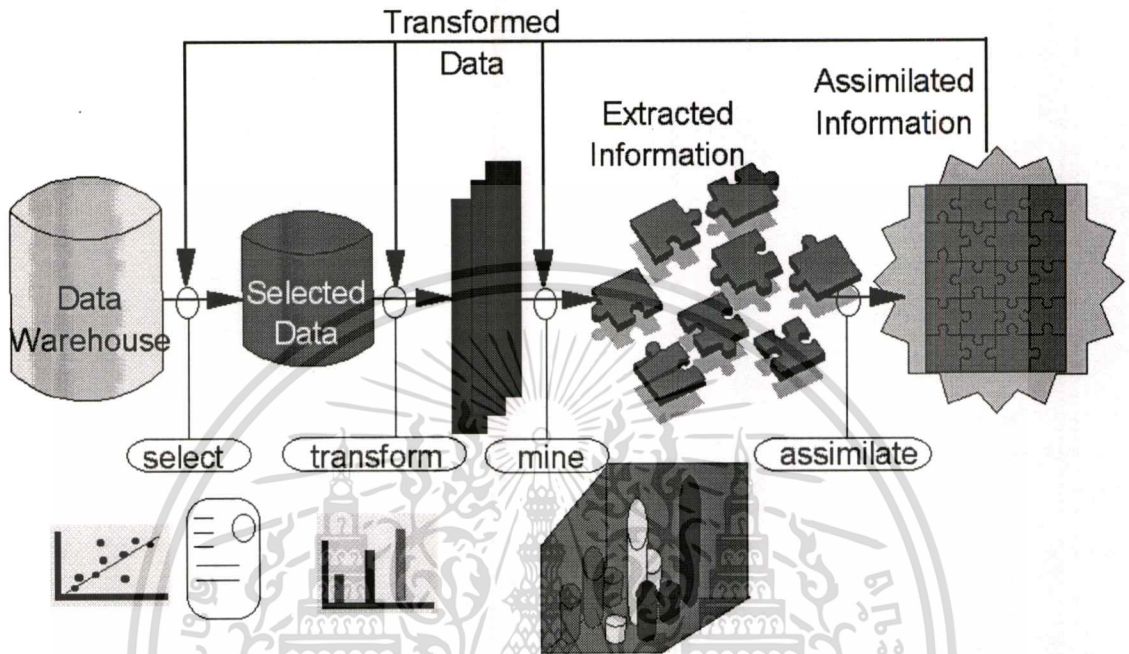 Transformed
Data
Assimilated
Information
Extracted
Information
Data
Warehouse
Selected
Data
select
transform
mine
assimilate